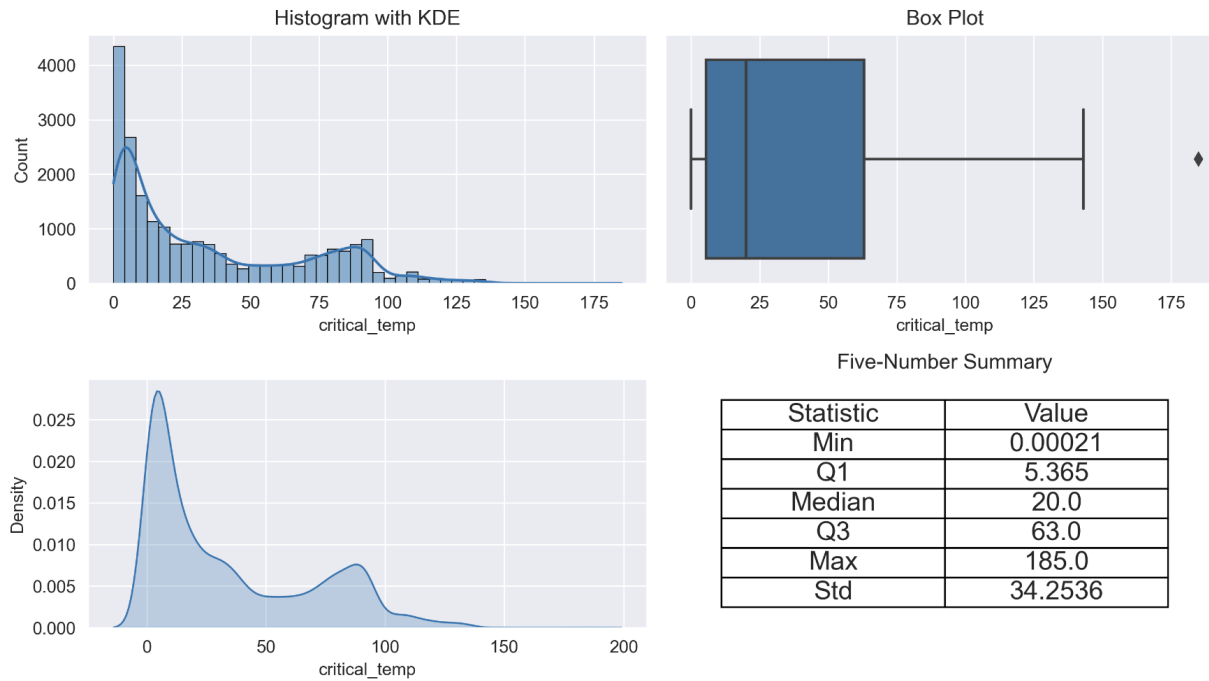 Histogram with KDE
Count
4000
3000
2000
1000
0
0 25 50 75 100 125 150 175
critical_temp
Box Plot
0 25 50 75 100 125 150 175
critical_temp
Density
0.025
0.020
0.015
0.010
0.005
0.000
0 50 100 150 200
critical_temp
Five-Number Summary
Statistic Value
Min 0.00021
Q1 5.365
Median 20.0
Q3 63.0
Max 185.0
Std 34.2536